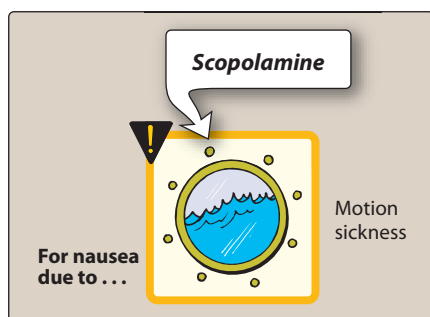 Scopolamine
!
Motion
sickness
For nausea
due to . . .